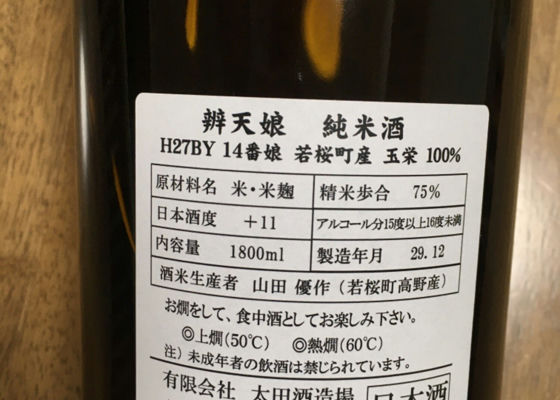 辨天娘 純米酒
H27BY 14番娘 若桜町産 玉栄 100%
原材料名 米・米麹 精米歩合 75%
日本酒度 +11 アルコール分15度以上16度未満
内容量 1800ml 製造年月 29.12
酒米生産者 山田 優作(若桜町高野産)
お燗をして、食中酒としてお楽しみ下さい。
◎上燗(50℃) ◎熱燗(60℃)
注)未成年者の飲酒は禁じられています。
有限会社 太田酒造場 日本酒